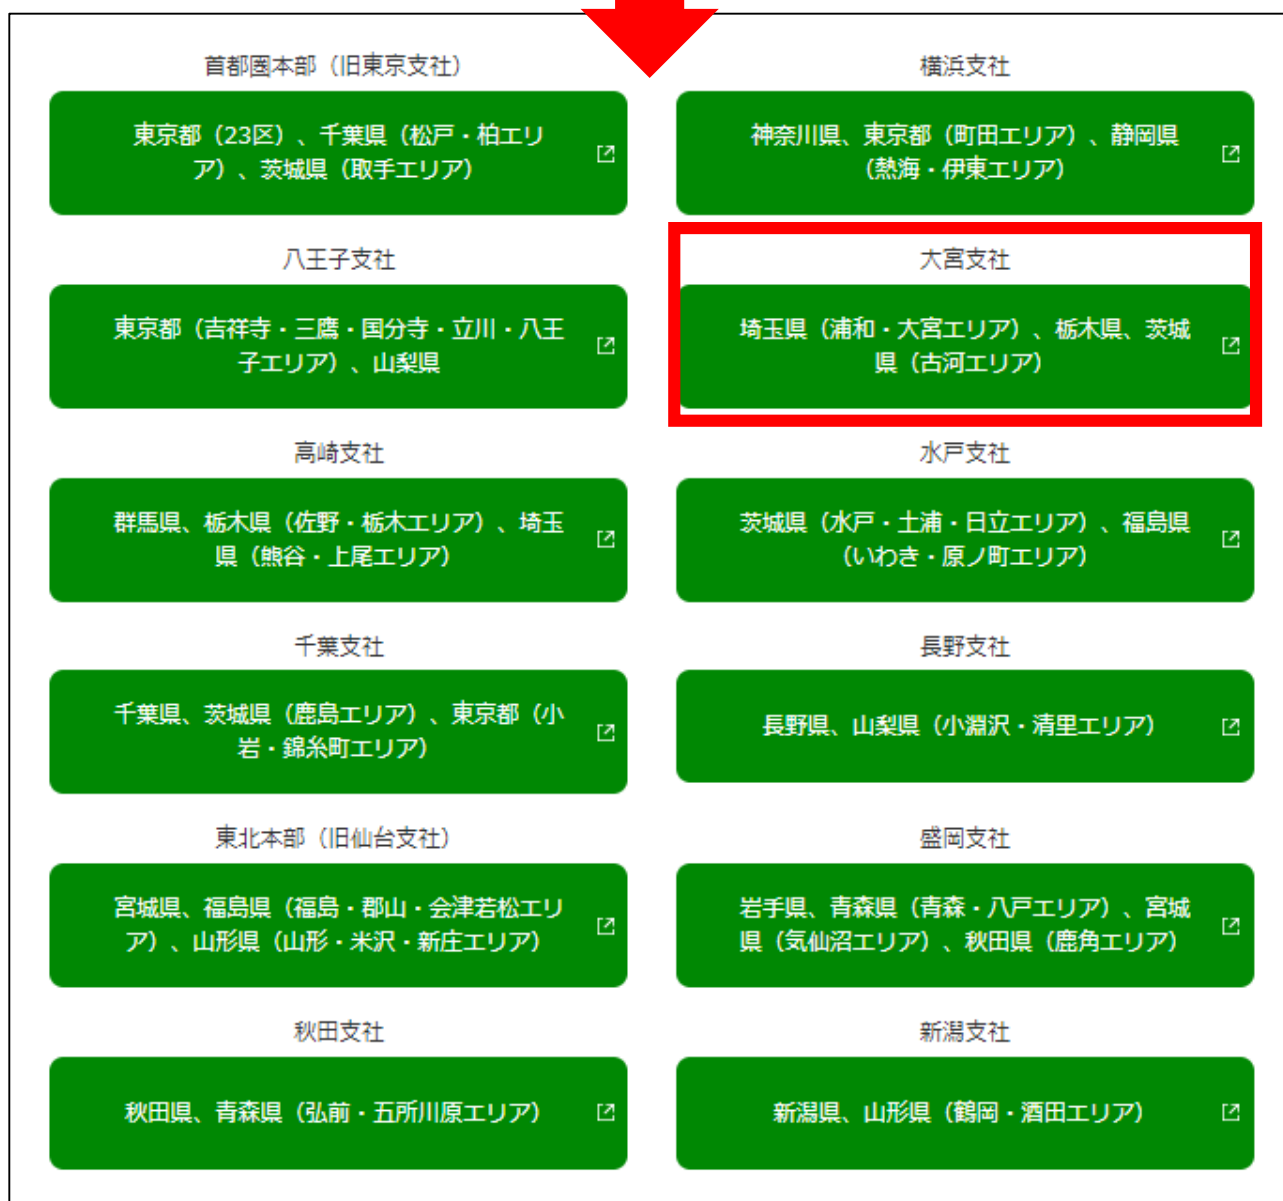 首都圏本部（旧東京支社）
東京都（23区）、千葉県（松戸・柏エリ
ア）、茨城県（取手エリア）
横浜支社
神奈川県、東京都（町田エリア）、静岡県
（熱海・伊東エリア）
八王子支社
東京都（吉祥寺・三鷹・国分寺・立川・八王
子エリア）、山梨県
大宮支社
埼玉県（浦和・大宮エリア）、栃木県、茨城
県（古河エリア）
高崎支社
群馬県、栃木県（佐野・栃木エリア）、埼玉
県（熊谷・上尾エリア）
水戸支社
茨城県（水戸・土浦・日立エリア）、福島県
（いわき・原ノ町エリア）
千葉支社
千葉県、茨城県（鹿島エリア）、東京都（小
岩・錦糸町エリア）
長野支社
長野県、山梨県（小淵沢・清里エリア）
東北本部（旧仙台支社）
宮城県、福島県（福島・郡山・会津若松エリ
ア）、山形県（山形・米沢・新庄エリア）
盛岡支社
岩手県、青森県（青森・八戸エリア）、宮城
県（気仙沼エリア）、秋田県（鹿角エリア）
秋田支社
秋田県、青森県（弘前・五所川原エリア）
新潟支社
新潟県、山形県（鶴岡・酒田エリア）